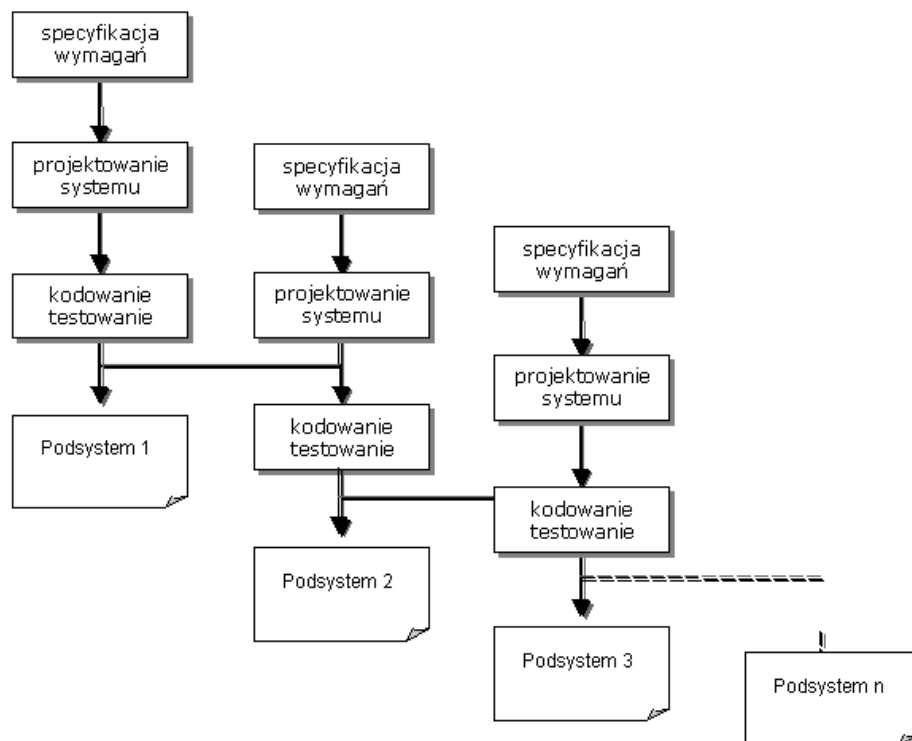 specyfikacja
wymagań
projektowanie
systemu
kodowanie
testowanie
Podsystem 1
specyfikacja
wymagań
projektowanie
systemu
kodowanie
testowanie
Podsystem 2
specyfikacja
wymagań
projektowanie
systemu
kodowanie
testowanie
Podsystem 3
Podsystem n